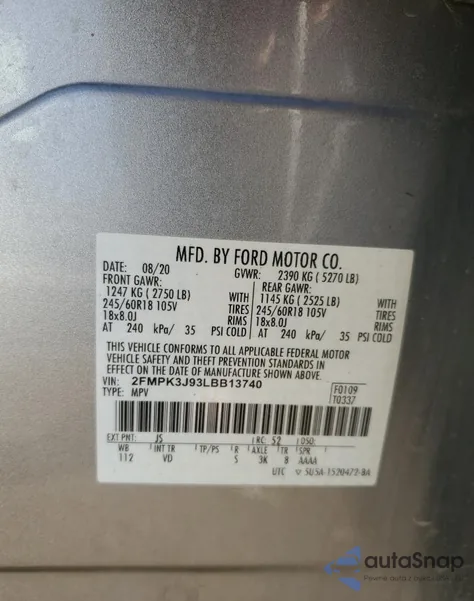 MFD. BY FORD MOTOR CO.
DATE: 08/20 GVWR: 2390 KG ( 5270 LB)
FRONT GAWR: REAR GAWR:
1247 KG ( 2750 LB) WITH 1145 KG ( 2525 LB) WITH
245/60R18 105V TIRES 245/60R18 105V TIRES
18x8.0J RIMS 18x8.0J RIMS
AT 240 kPa/ 35 PSI COLD AT 240 kPa/ 35 PSI COLD
THIS VEHICLE CONFORMS TO ALL APPLICABLE FEDERAL MOTOR
VEHICLE SAFETY AND THEFT PREVENTION STANDARDS IN
EFFECT ON THE DATE OF MANUFACTURE SHOWN ABOVE.
VIN: 2FMPK3J93LBB13740 F0109
TYPE: MPV T0337
EXT PNT: JS RC: 52 DSO:
WB INT TR TP/PS R AXLE TR SPR
112 VD 5 3K 8 AAAA
UTC
autoSnap